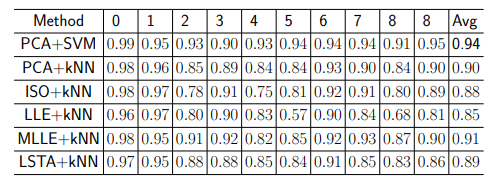 Method 0 1 2 3 4 5 6 7 8 8 Avg
PCA+SVM 0.99 0.95 0.93 0.90 0.93 0.94 0.94 0.94 0.91 0.95 0.94
PCA+kNN 0.98 0.96 0.85 0.89 0.84 0.84 0.93 0.90 0.84 0.90 0.90
ISO+kNN 0.98 0.97 0.78 0.91 0.75 0.81 0.92 0.91 0.80 0.89 0.88
LLE+kNN 0.96 0.97 0.80 0.90 0.83 0.57 0.90 0.84 0.68 0.81 0.85
MLLE+kNN 0.98 0.95 0.91 0.92 0.82 0.85 0.92 0.93 0.87 0.90 0.91
LSTA+kNN 0.97 0.95 0.88 0.88 0.85 0.84 0.91 0.85 0.83 0.86 0.89